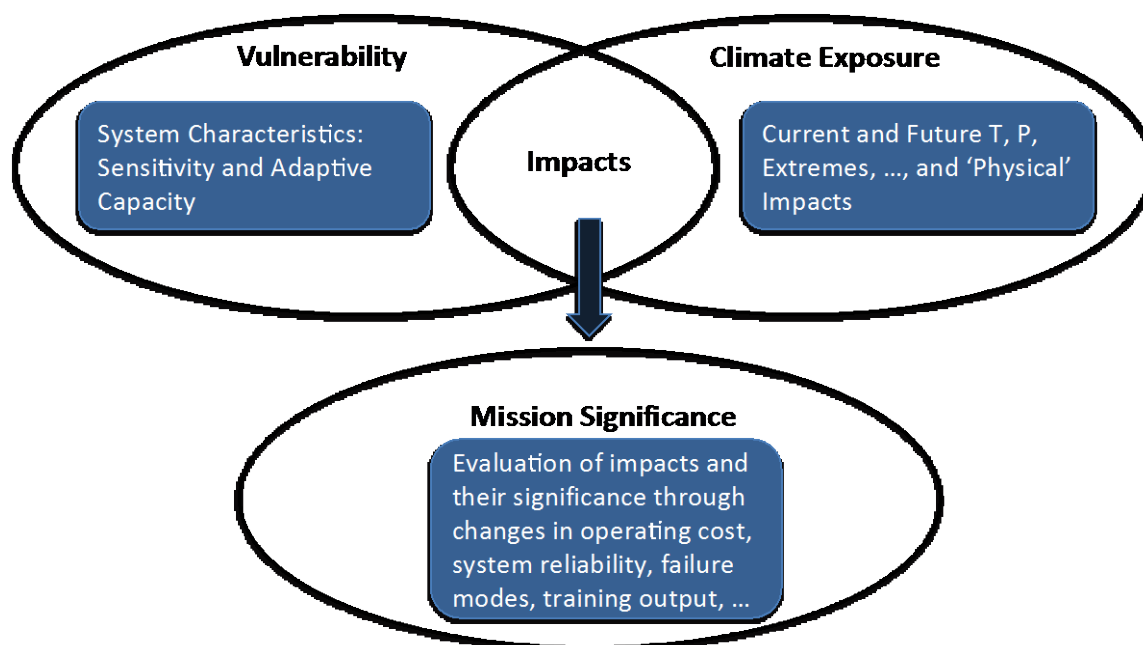 Vulnerability
Climate Exposure
System Characteristics:
Sensitivity and Adaptive
Capacity
Impacts
Current and Future T, P,
Extremes, …, and ‘Physical’
Impacts
Mission Significance
Evaluation of impacts and
their significance through
changes in operating cost,
system reliability, failure
modes, training output, …